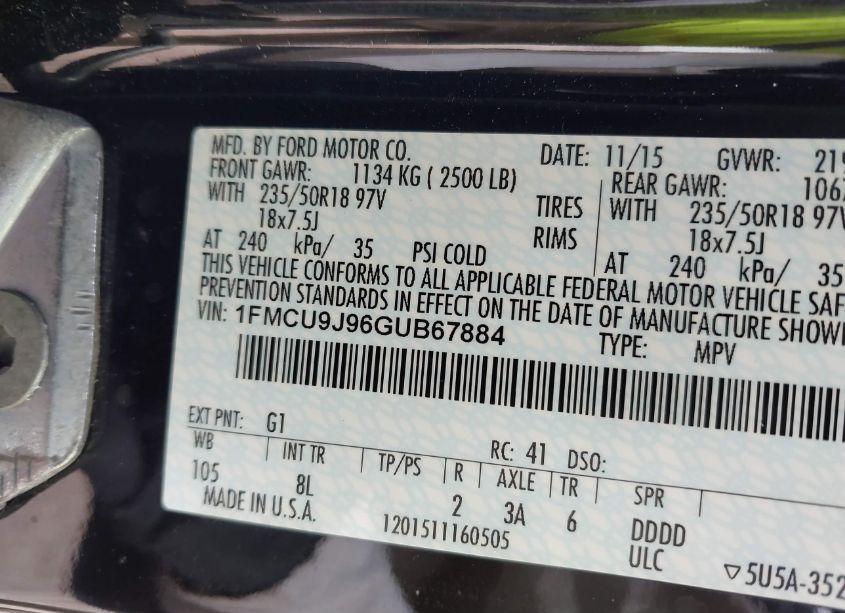 MFD. BY FORD MOTOR CO. DATE: 11/15 GVWR:
FRONT GAWR: 1134 KG ( 2500 LB) REAR GAWR:
WITH 235/50R18 97V TIRES WITH 235/50R18 97V
18x7.5J RIMS 18x7.5J
AT 240 kPa/ 35 PSI COLD AT 240 kPa/ 35
THIS VEHICLE CONFORMS TO ALL APPLICABLE FEDERAL MOTOR VEHICLE SAF
PREVENTION STANDARDS IN EFFECT ON THE DATE OF MANUFACTURE SHOWN
VIN: 1FMCU9J96GUB67884 TYPE: MPV
EXT PNT: G1 RC: 41 DSO:
WB INT TR TP/PS R AXLE TR SPR
105 8L 2 3A 6 DDDD
MADE IN U.S.A. 1201511160505 ULC
▽5U5A-352